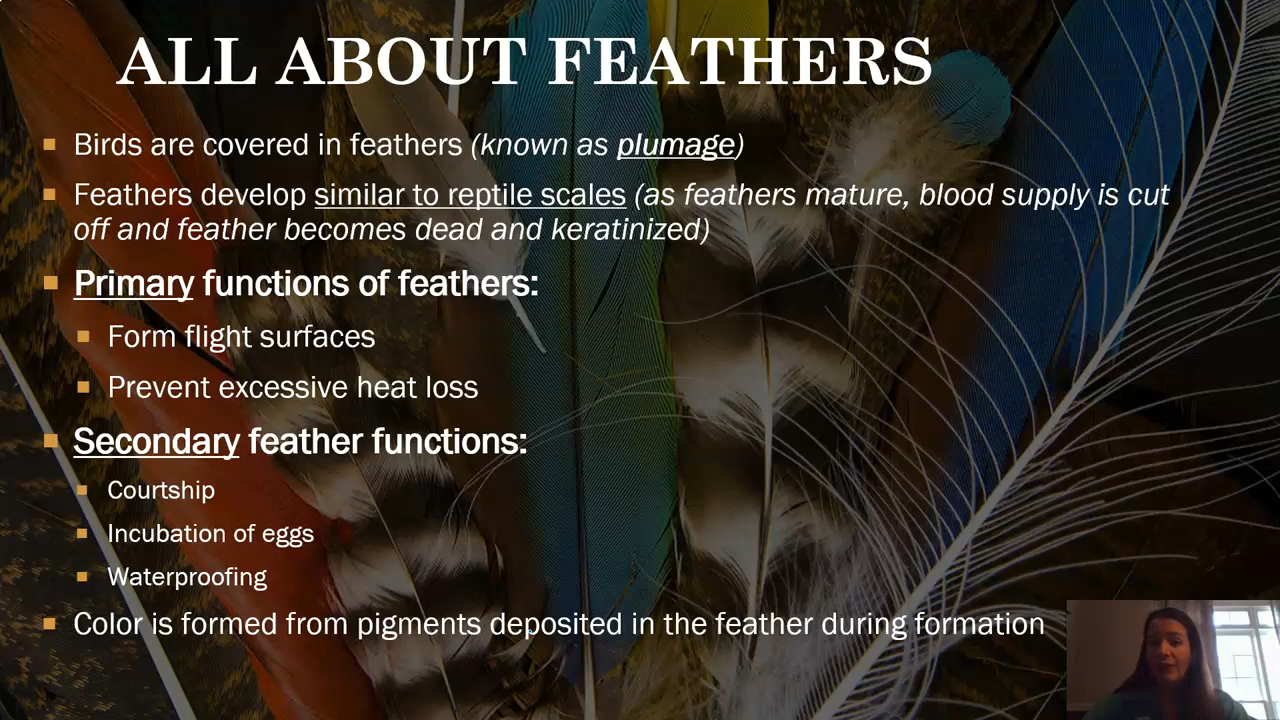 ALL ABOUT FEATHERS
Birds are covered in feathers (known as plumage)
Feathers develop similar to reptile scales (as feathers mature, blood supply is cut
off and feather becomes dead and keratinized)
Primary functions of feathers:
Form flight surfaces
Prevent excessive heat loss
Secondary feather functions:
Courtship
Incubation of eggs
Waterproofing
Color is formed from pigments deposited in the feather during formation